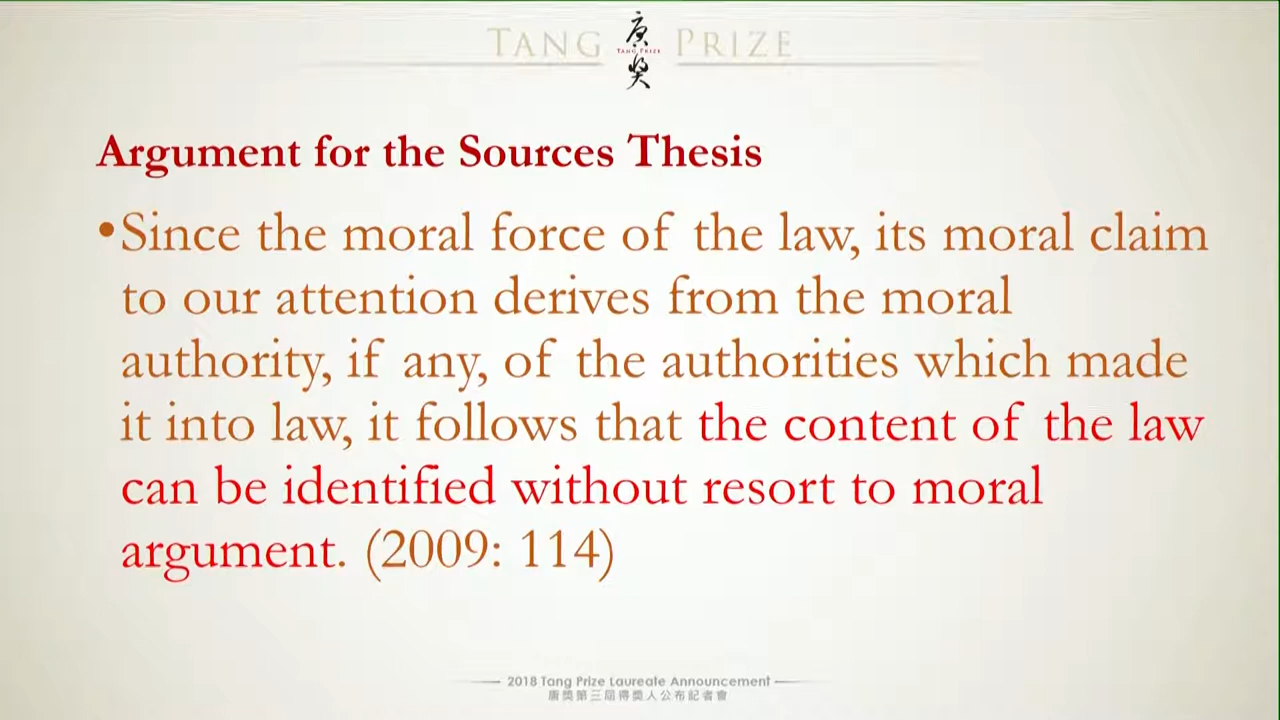 TANG PRIZE
唐
TANG PRIZE
獎
Argument for the Sources Thesis
•Since the moral force of the law, its moral claim
to our attention derives from the moral
authority, if any, of the authorities which made
it into law, it follows that the content of the law
can be identified without resort to moral
argument. (2009: 114)
2018 Tang Prize Laureate Announcement
唐獎第三屆得獎人公布記者會